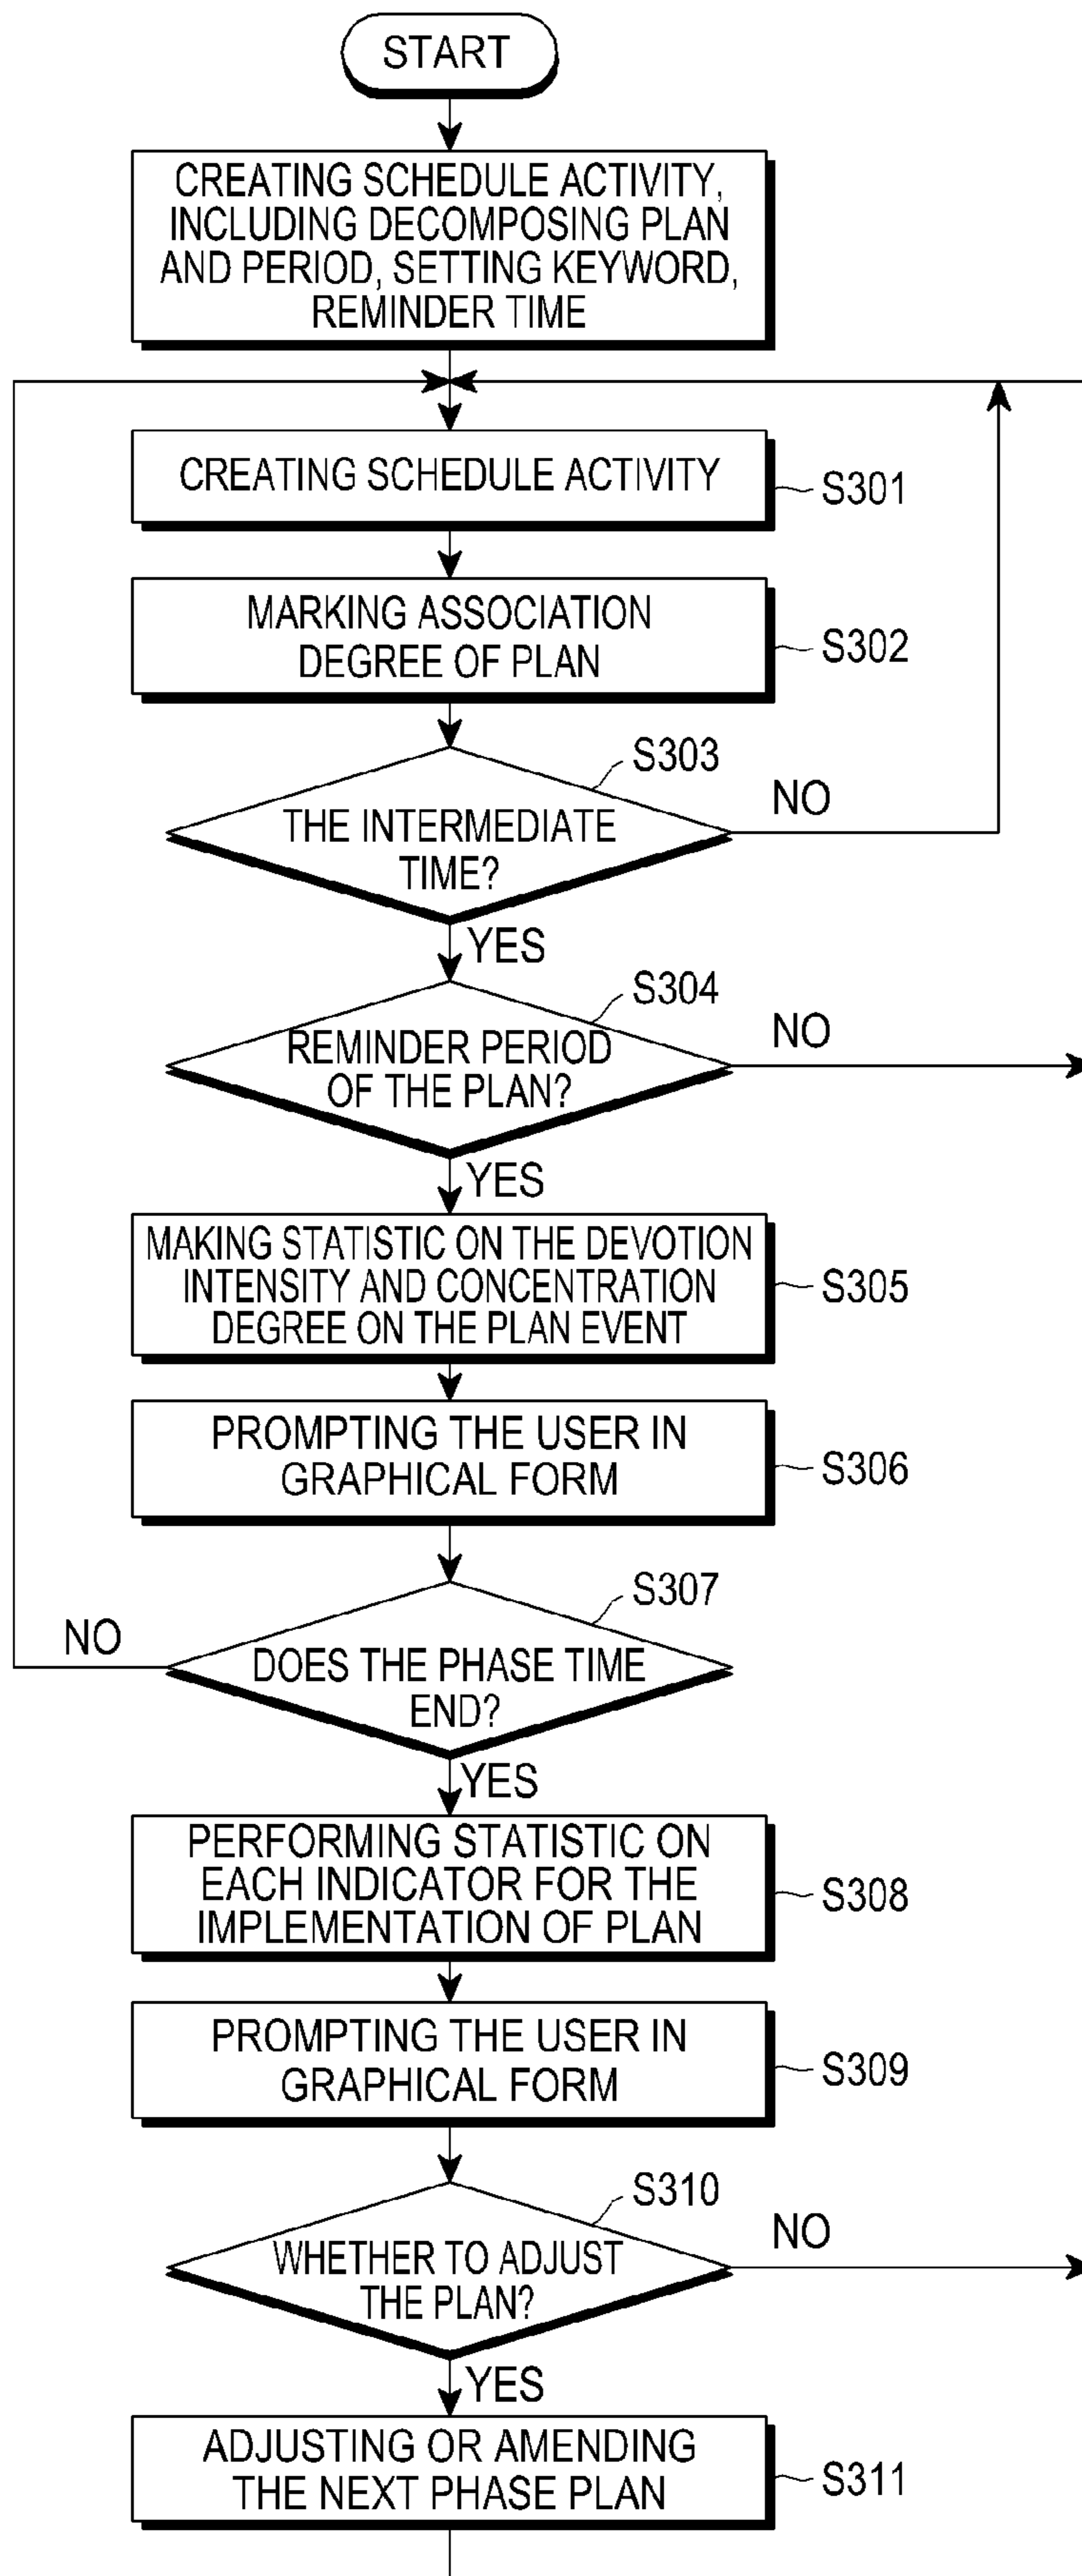 START
CREATING SCHEDULE ACTIVITY,
INCLUDING DECOMPOSING PLAN
AND PERIOD, SETTING KEYWORD,
REMINDER TIME
CREATING SCHEDULE ACTIVITY
S301
MARKING ASSOCIATION
DEGREE OF PLAN
S302
S303
THE INTERMEDIATE
TIME?
NO
YES
S304
REMINDER PERIOD
OF THE PLAN?
NO
YES
MAKING STATISTIC ON THE DEVOTION
INTENSITY AND CONCENTRATION
DEGREE ON THE PLAN EVENT
S305
PROMPTING THE USER IN
GRAPHICAL FORM
S306
S307
NO
DOES THE PHASE TIME
END?
YES
PERFORMING STATISTIC ON
EACH INDICATOR FOR THE
IMPLEMENTATION OF PLAN
S308
PROMPTING THE USER IN
GRAPHICAL FORM
S309
S310
WHETHER TO ADJUST
THE PLAN?
NO
YES
ADJUSTING OR AMENDING
THE NEXT PHASE PLAN
S311